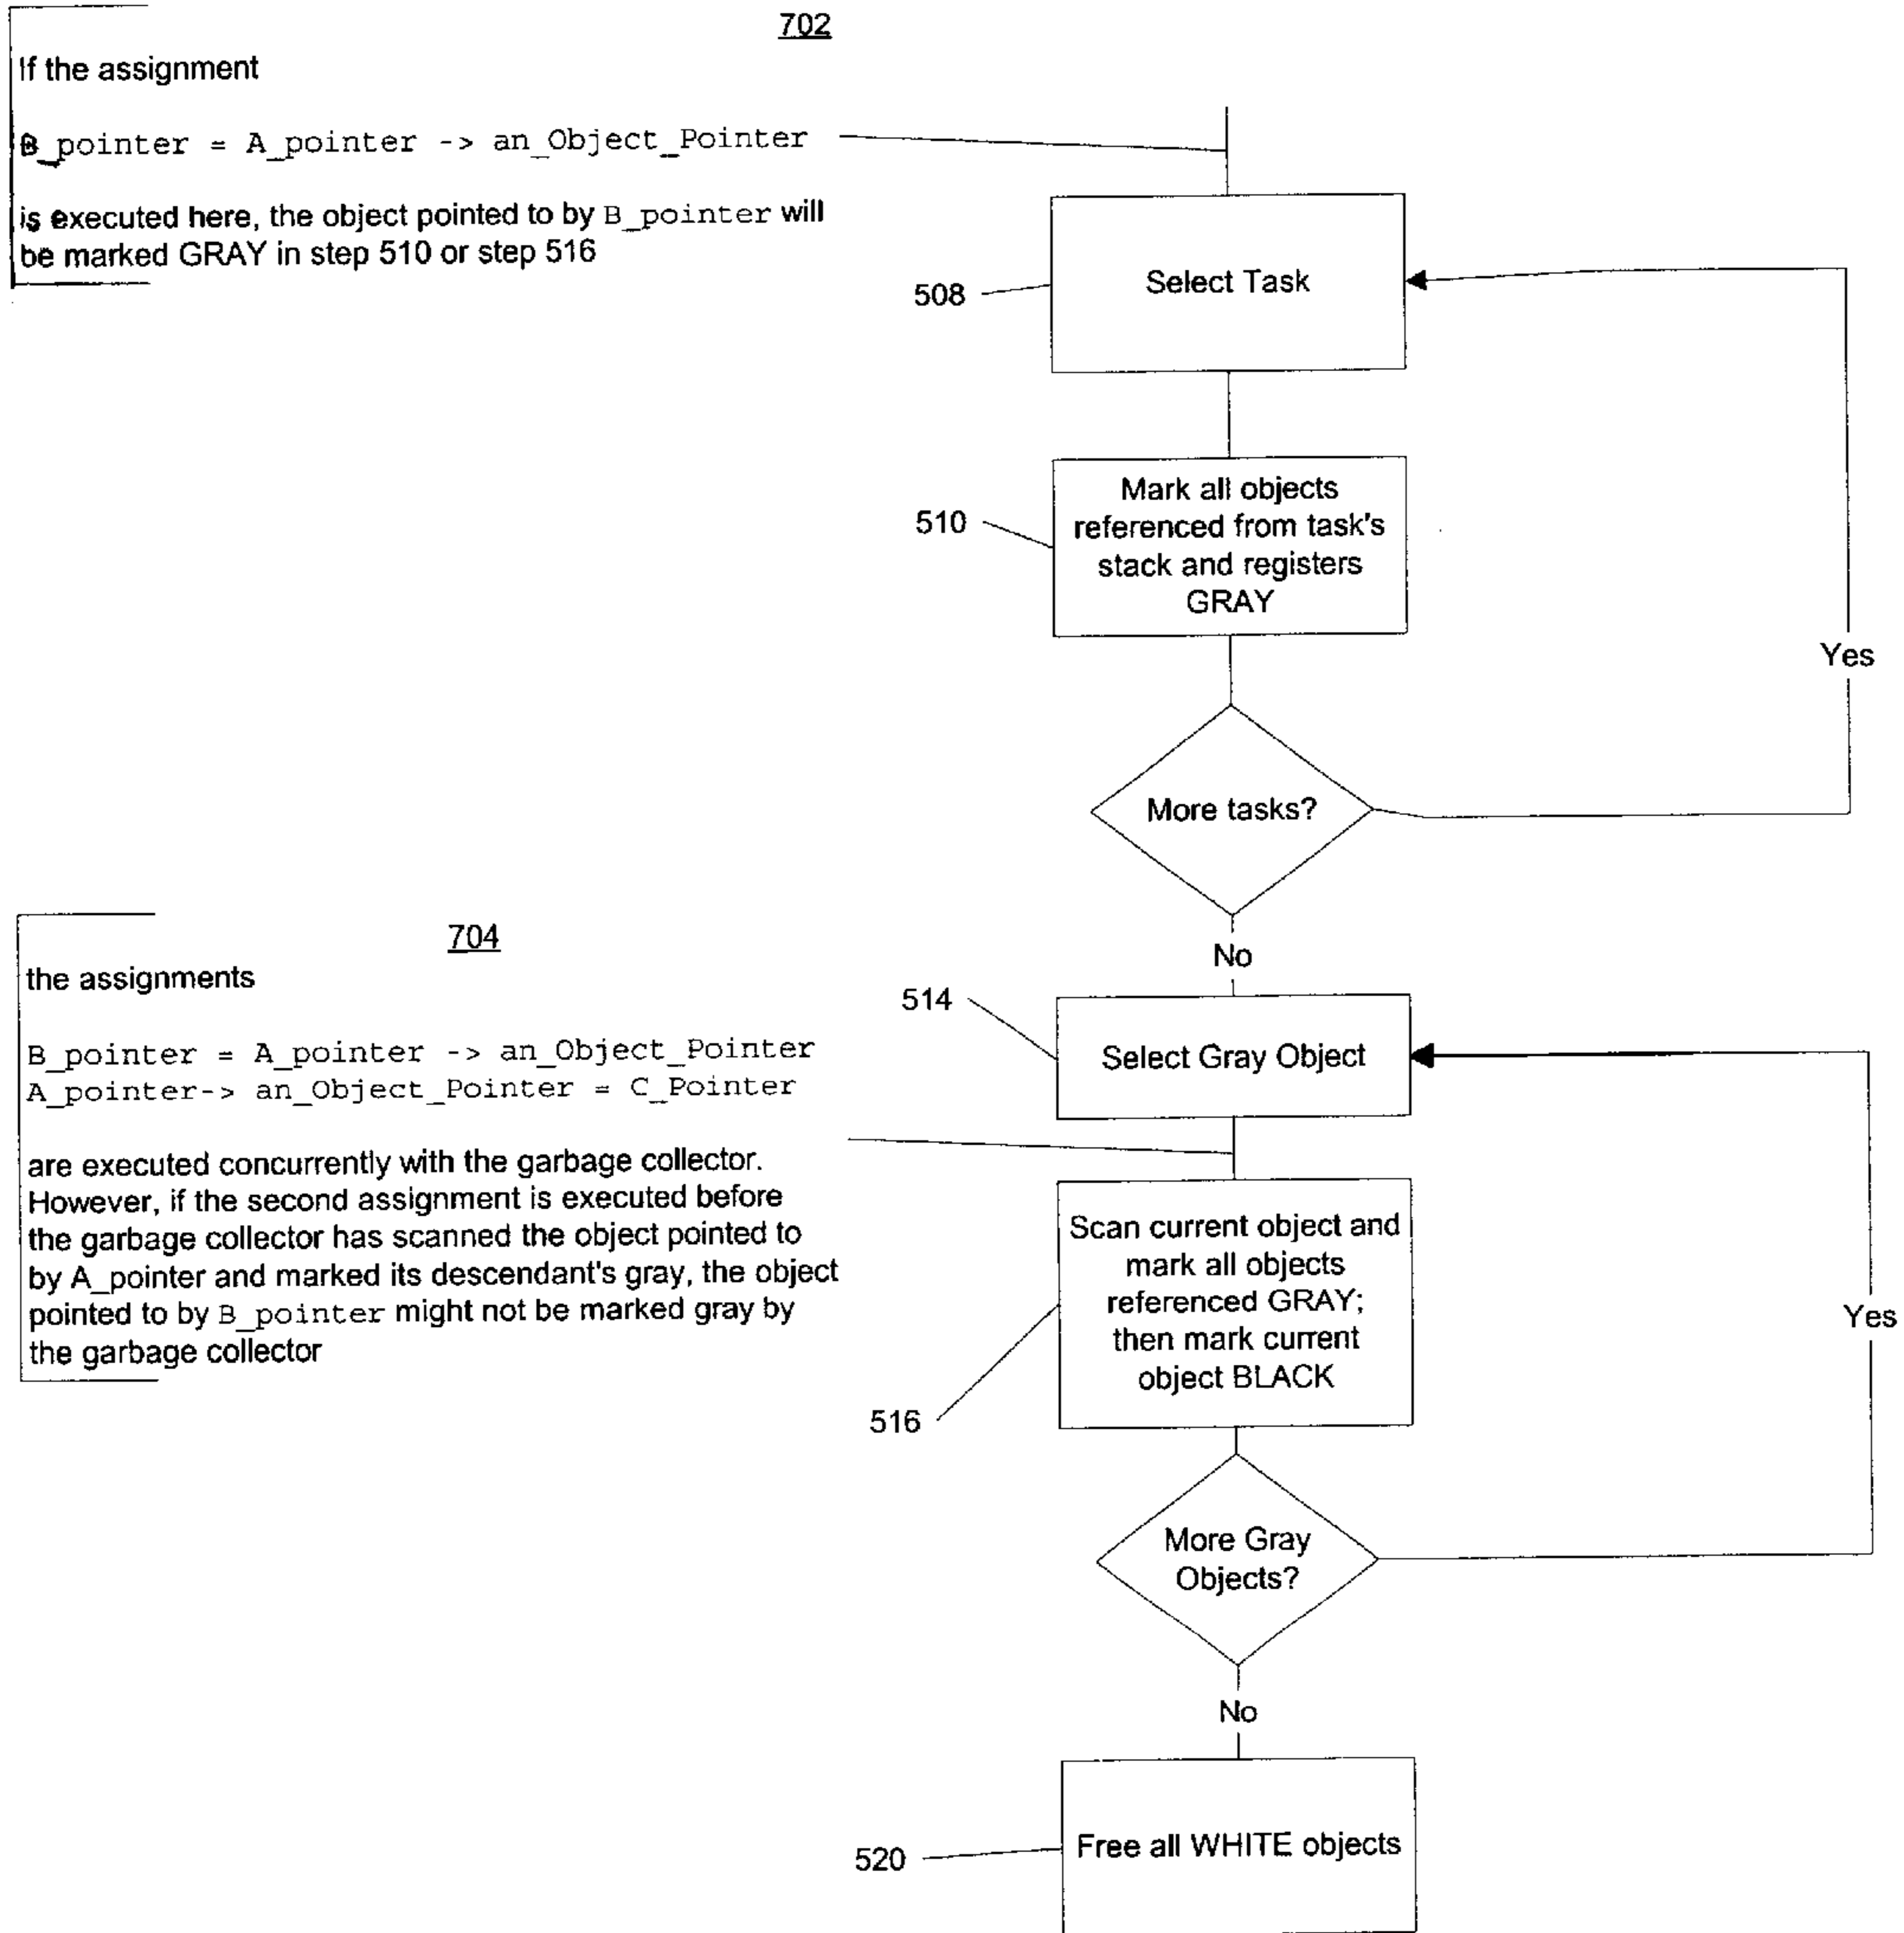 702
If the assignment
B_pointer = A_pointer -> an_Object_Pointer
is executed here, the object pointed to by B_pointer will
be marked GRAY in step 510 or step 516
508
Select Task
510
Mark all objects
referenced from task's
stack and registers
GRAY
Yes
More tasks?
No
704
the assignments
B_pointer = A_pointer -> an_Object_Pointer
A_pointer-> an_Object_Pointer = C_Pointer
are executed concurrently with the garbage collector.
However, if the second assignment is executed before
the garbage collector has scanned the object pointed to
by A_pointer and marked its descendant's gray, the object
pointed to by B_pointer might not be marked gray by
the garbage collector
514
Select Gray Object
516
Scan current object and
mark all objects
referenced GRAY;
then mark current
object BLACK
Yes
More Gray
Objects?
No
520
Free all WHITE objects